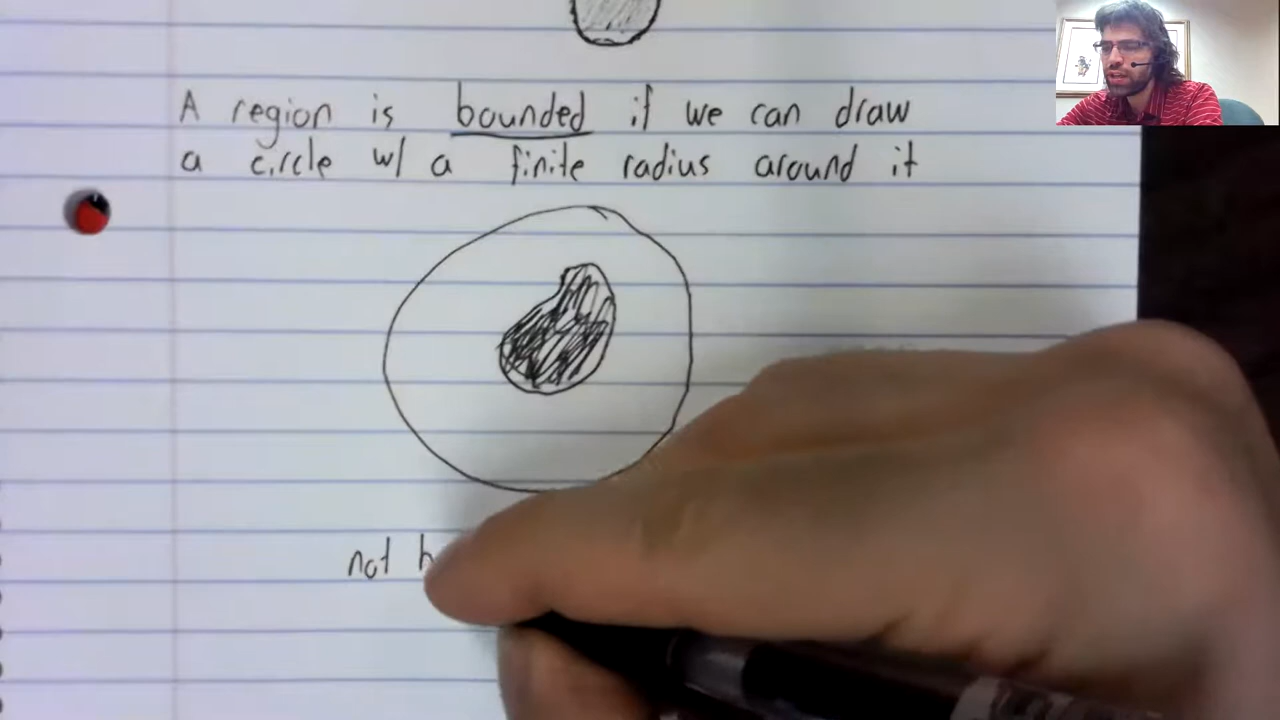 A region is bounded if we can draw
a circle w/ a finite radius around it
not